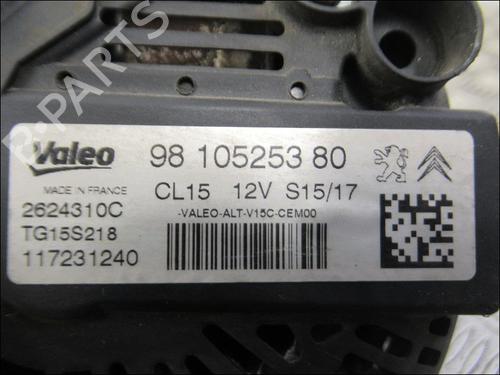 B-PARTS
Valeo
98 105253 80
MADE IN FRANCE
CL15 12V S15/17
2624310C
-VALEO-ALT-V15C-CEM00
TG15S218
117231240